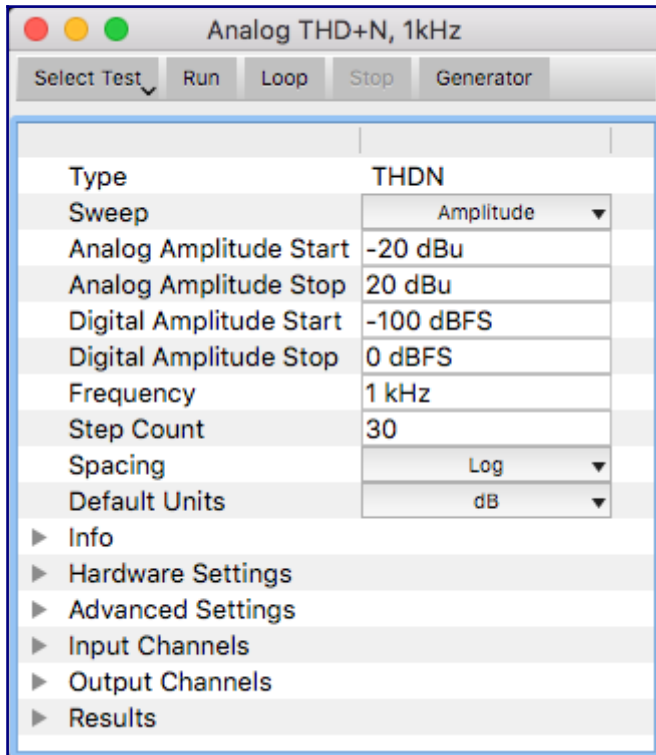 Analog THD+N, 1kHz
Select Test Run Loop Stop Generator
Type THDN
Sweep Amplitude
Analog Amplitude Start -20 dBu
Analog Amplitude Stop 20 dBu
Digital Amplitude Start -100 dBFS
Digital Amplitude Stop 0 dBFS
Frequency 1 kHz
Step Count 30
Spacing Log
Default Units dB
Info
Hardware Settings
Advanced Settings
Input Channels
Output Channels
Results